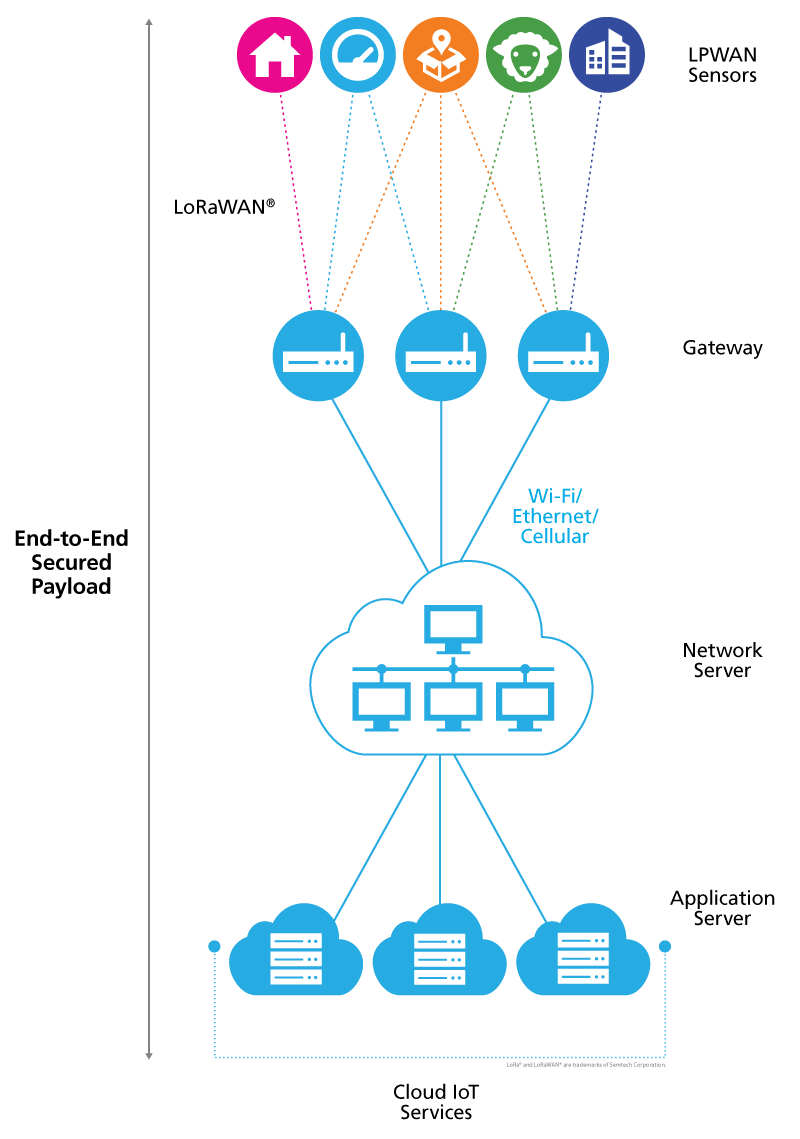 LPWAN
Sensors
LoRaWAN®
Gateway
Wi-Fi/
Ethernet/
Cellular
End-to-End
Secured
Payload
Network
Server
Application
Server
LoRa® and LoRaWAN® are trademarks of Semtech Corporation.
Cloud IoT
Services